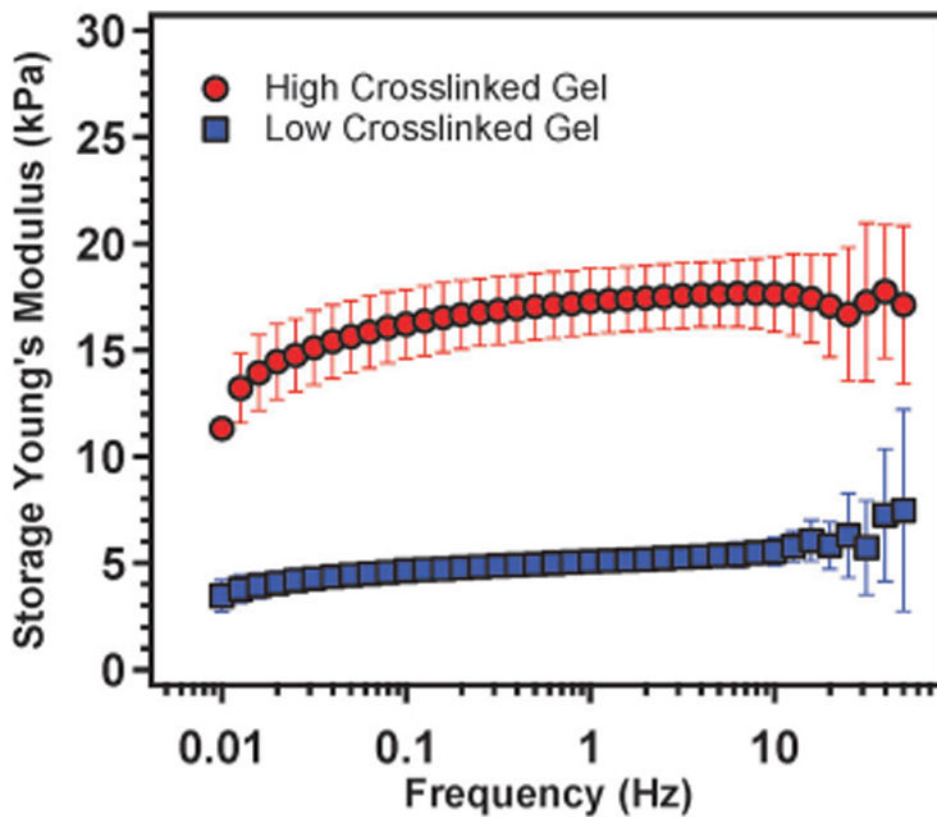 Storage Young's Modulus (kPa)
30
25
20
15
10
5
0
High Crosslinked Gel
Low Crosslinked Gel
0.01 0.1 1 10
Frequency (Hz)